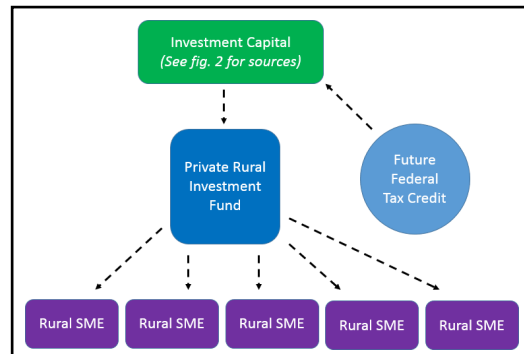 Investment Capital
(See fig. 2 for sources)
Private Rural
Investment
Fund
Future
Federal
Tax Credit
Rural SME
Rural SME
Rural SME
Rural SME
Rural SME